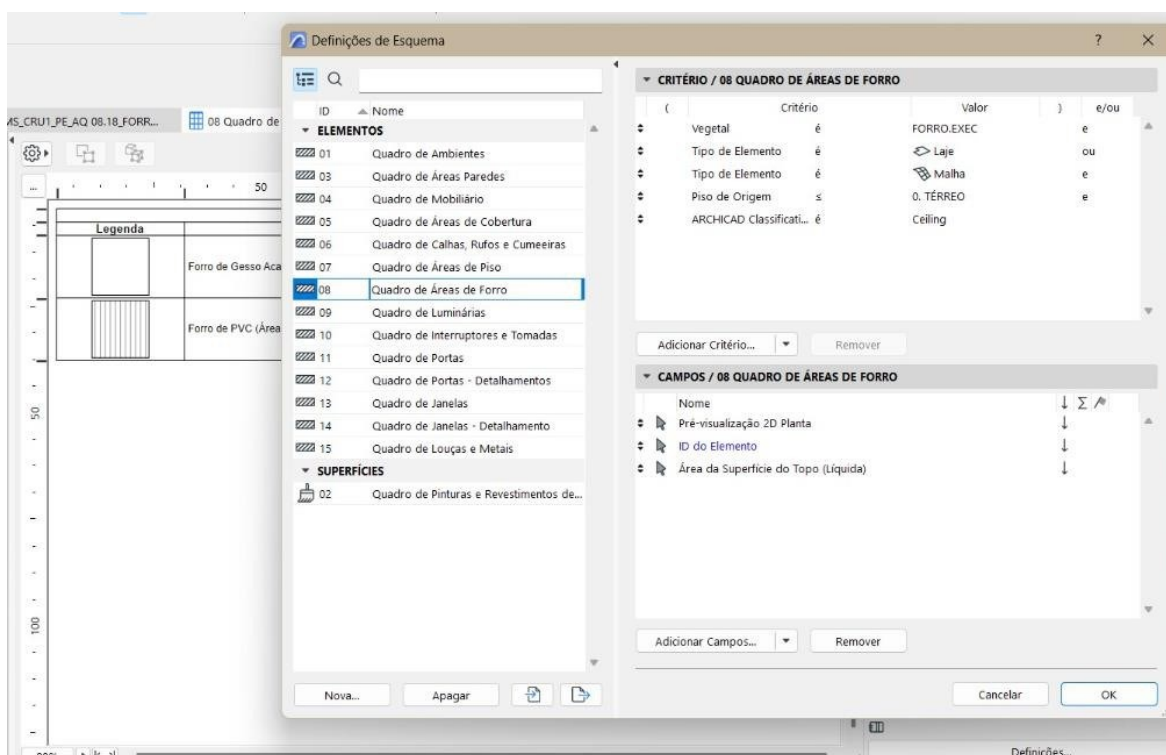 Definições de Esquema
?
MS_CRU1_PE_AQ 08.18_FORR...
08 Quadro de
50
Legenda
Forro de Gesso Aca
Forro de PVC (Área
50
100
ID
Nome
ELEMENTOS
01 Quadro de Ambientes
03 Quadro de Áreas Paredes
04 Quadro de Mobiliário
05 Quadro de Áreas de Cobertura
06 Quadro de Calhas, Rufos e Cumeeiras
07 Quadro de Áreas de Piso
08 Quadro de Áreas de Forro
09 Quadro de Luminárias
10 Quadro de Interruptores e Tomadas
11 Quadro de Portas
12 Quadro de Portas - Detalhamentos
13 Quadro de Janelas
14 Quadro de Janelas - Detalhamento
15 Quadro de Louças e Metais
SUPERFÍCIES
02 Quadro de Pinturas e Revestimentos de...
Nova...
Apagar
CRITÉRIO / 08 QUADRO DE ÁREAS DE FORRO
( Critério Valor ) e/ou
Vegetal é FORRO.EXEC e
Tipo de Elemento é Laje ou
Tipo de Elemento é Malha e
Piso de Origem ≤ 0. TÉRREO e
ARCHICAD Classificati... é Ceiling
Adicionar Critério...
Remover
CAMPOS / 08 QUADRO DE ÁREAS DE FORRO
Nome
Pré-visualização 2D Planta
ID do Elemento
Área da Superfície do Topo (Líquida)
Adicionar Campos...
Remover
Cancelar
OK
Definições...